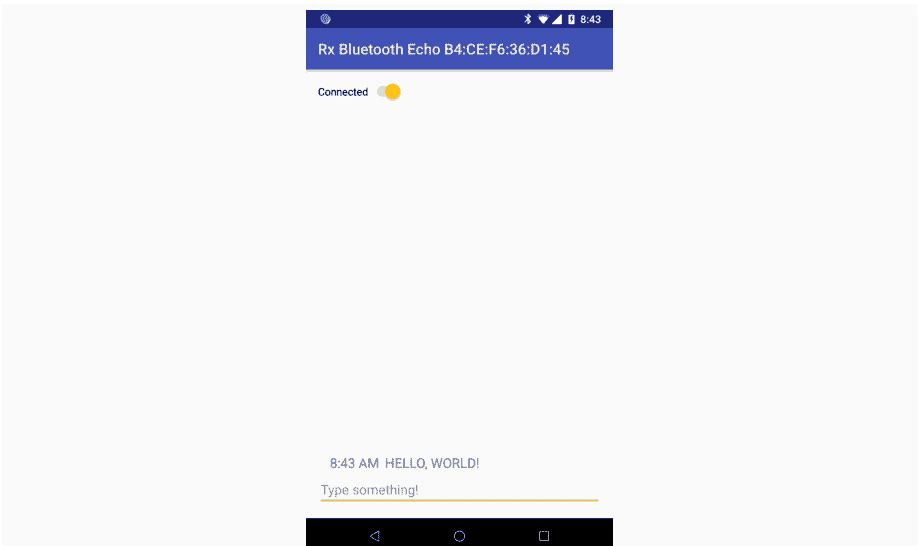 8:43
Rx Bluetooth Echo B4:CE:F6:36:D1:45
Connected
8:43 AM HELLO, WORLD!
Type something!